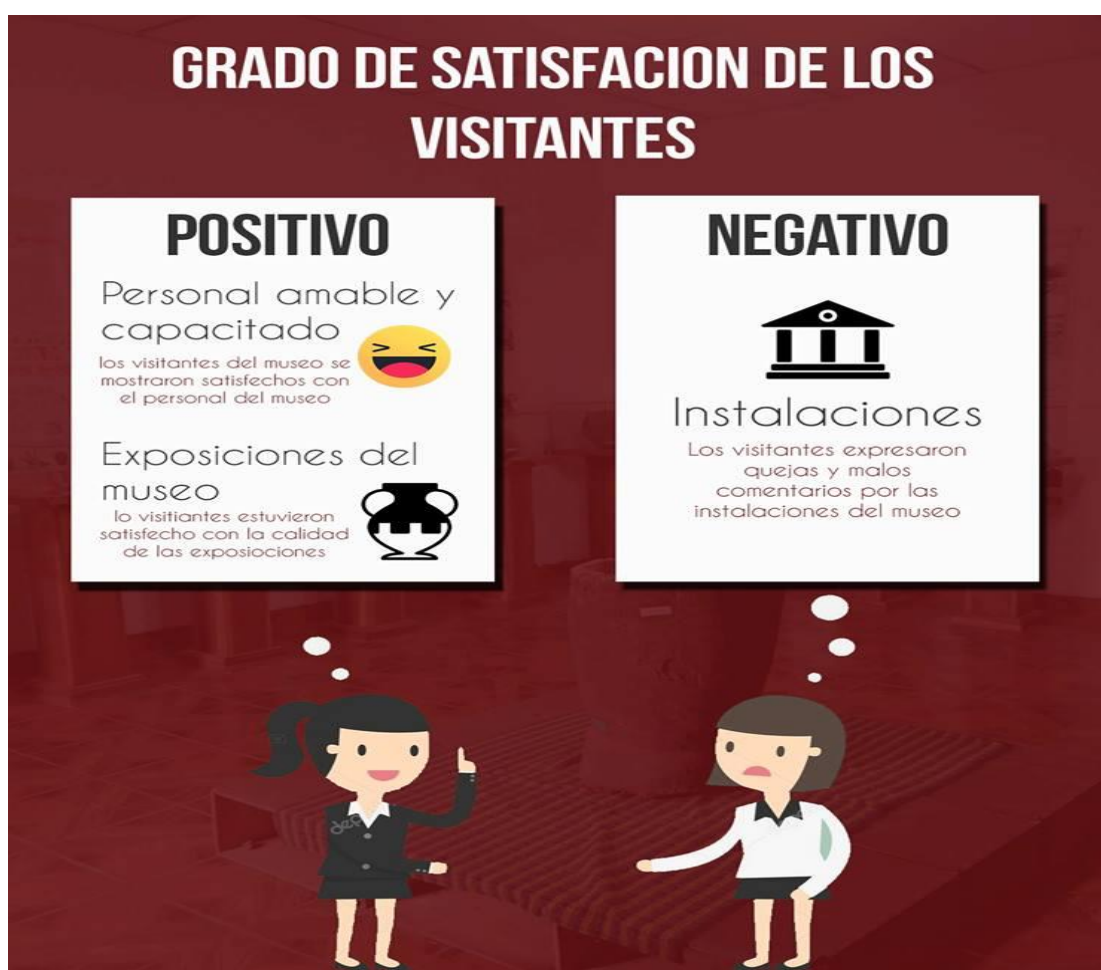 GRADO DE SATISFACION DE LOS
VISITANTES
POSITIVO
Personal amable y
capacitado
los visitantes del museo se
mostraron satisfechos con
el personal del museo
Exposiciones del
museo
lo visitiantes estuvieron
satisfecho con la calidad
de las exposiociones
NEGATIVO
Instalaciones
Los visitantes expresaron
quejas y malos
comentarios por las
instalaciones del museo